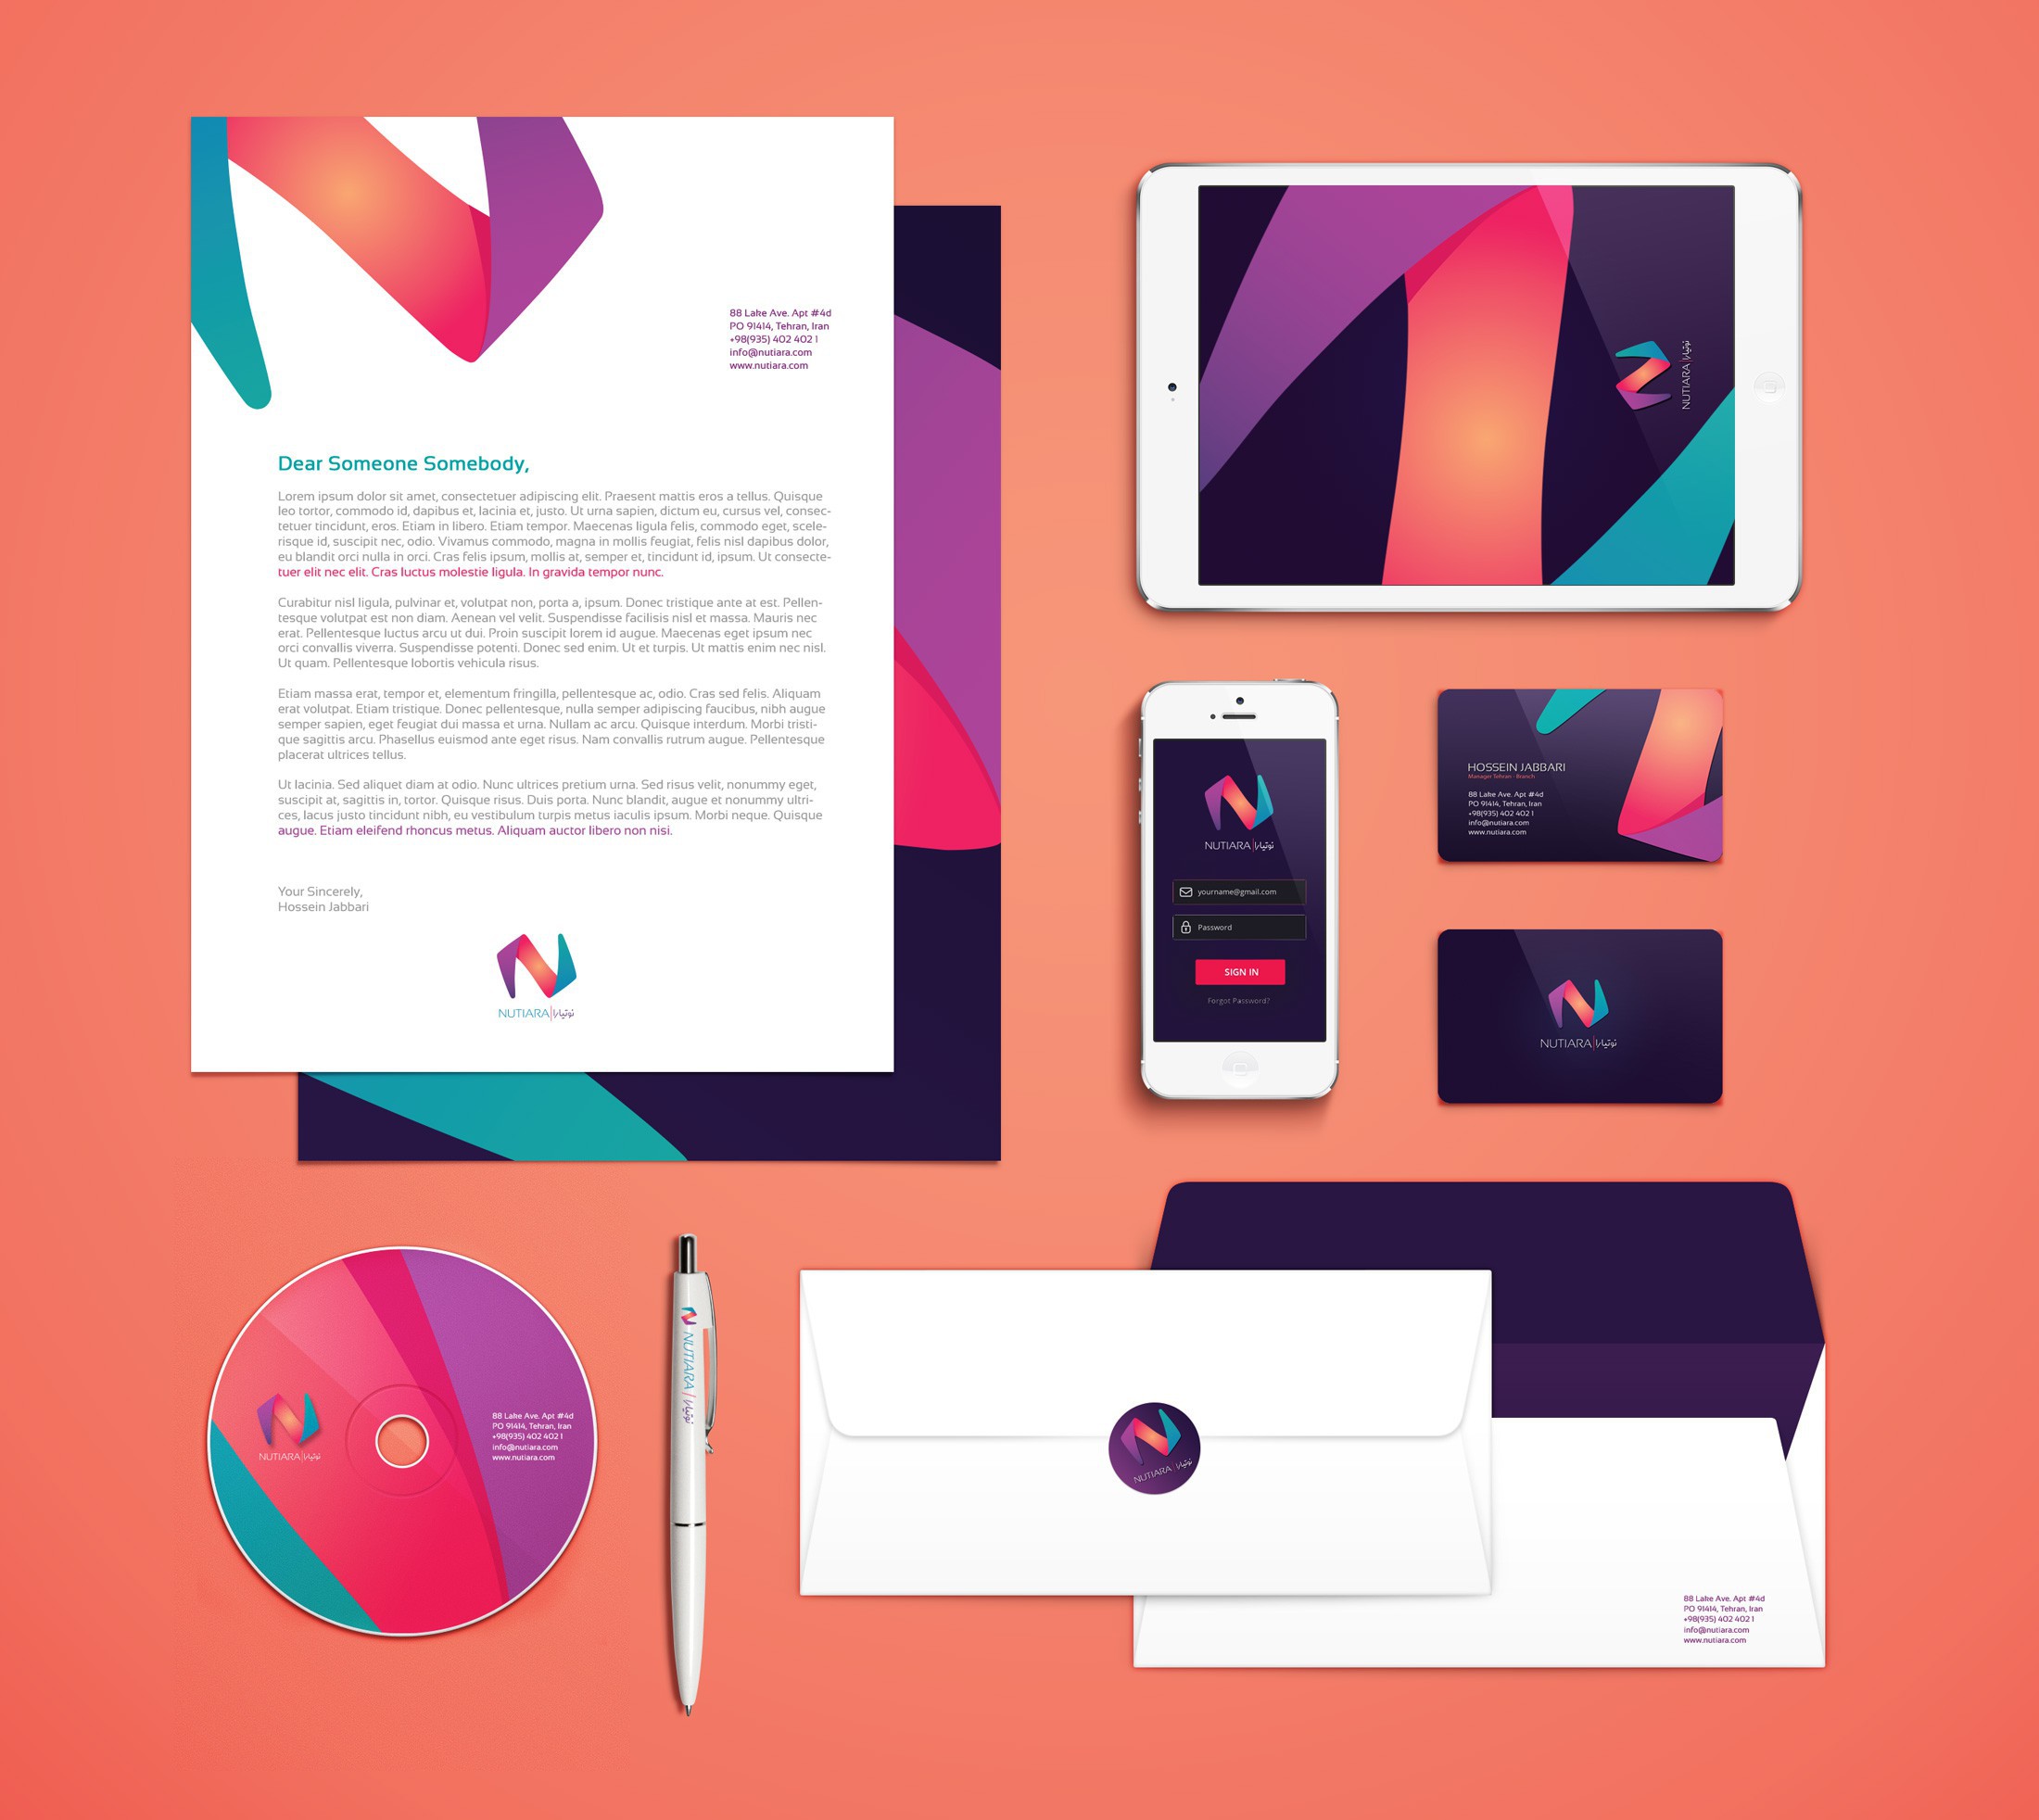 88 Lake Ave. Apt #4d
PO 91414, Tehran, Iran
+98(935) 402 402 1
info@nutiara.com
www.nutiara.com
Dear Someone Somebody,
Lorem ipsum dolor sit amet, consectetuer adipiscing elit. Praesent mattis eros a tellus. Quisque
leo tortor, commodo id, dapibus et, lacinia et, justo. Ut urna sapien, dictum eu, cursus vel, consec-
tetuer tincidunt, eros. Etiam in libero. Etiam tempor. Maecenas ligula felis, commodo eget, scele-
risque id, suscipit nec, odio. Vivamus commodo, magna in mollis feugiat, felis nisl dapibus dolor,
eu blandit orci nulla in orci. Cras felis ipsum, mollis at, semper et, tincidunt id, ipsum. Ut consecte-
tuer elit nec elit. Cras luctus molestie ligula. In gravida tempor nunc.
Curabitur nisl ligula, pulvinar et, volutpat non, porta a, ipsum. Donec tristique ante at est. Pellen-
tesque volutpat est non diam. Aenean vel velit. Suspendisse facilisis nisl et massa. Mauris nec
erat. Pellentesque luctus arcu ut dui. Proin suscipit lorem id augue. Maecenas eget ipsum nec
orci convallis viverra. Suspendisse potenti. Donec sed enim. Ut et turpis. Ut mattis enim nec nisl.
Ut quam. Pellentesque lobortis vehicula risus.
Etiam massa erat, tempor et, elementum fringilla, pellentesque ac, odio. Cras sed felis. Aliquam
erat volutpat. Etiam tristique. Donec pellentesque, nulla semper adipiscing faucibus, nibh augue
semper sapien, eget feugiat dui massa et urna. Nullam ac arcu. Quisque interdum. Morbi tristi-
que sagittis arcu. Phasellus euismod ante eget risus. Nam convallis rutrum augue. Pellentesque
placerat ultrices tellus.
Ut lacinia. Sed aliquet diam at odio. Nunc ultrices pretium urna. Sed risus velit, nonummy eget,
suscipit at, sagittis in, tortor. Quisque risus. Duis porta. Nunc blandit, augue et nonummy ultri-
ces, lacus justo tincidunt nibh, eu vestibulum turpis metus iaculis ipsum. Morbi neque. Quisque
augue. Etiam eleifend rhoncus metus. Aliquam auctor libero non nisi.
Your Sincerely,
Hossein Jabbari
NUTIARA | نوتیارا
NUTIARA | نوتیارا
NUTIARA | نوتیارا
yourname@gmail.com
Password
SIGN IN
Forgot Password?
HOSSEIN JABBARI
Manager Tehran - Branch
88 Lake Ave. Apt #4d
PO 91414, Tehran, Iran
+98(935) 402 402 1
info@nutiara.com
www.nutiara.com
NUTIARA | نوتیارا
NUTIARA | نوتیارا
88 Lake Ave. Apt #4d
PO 91414, Tehran, Iran
+98(935) 402 402 1
info@nutiara.com
www.nutiara.com
NUTIARA | نوتیارا
NUTIARA | نوتیارا
88 Lake Ave. Apt #4d
PO 91414, Tehran, Iran
+98(935) 402 402 1
info@nutiara.com
www.nutiara.com